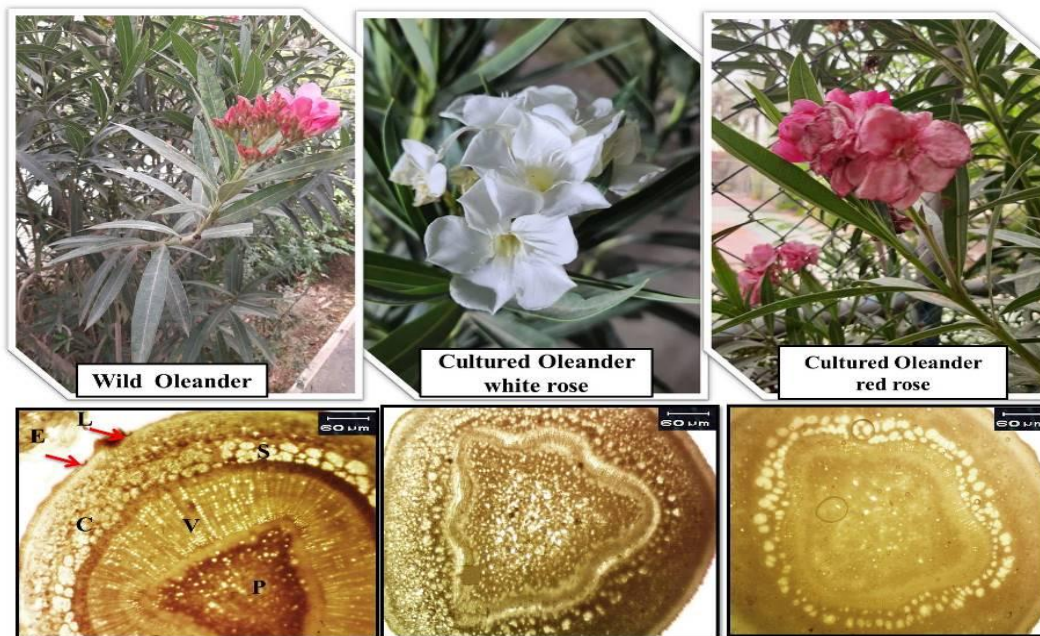 Wild Oleander
Cultured Oleander
white rose
Cultured Oleander
red rose
L
E
S
C
V
P
60 µm
60 µm
60 µm